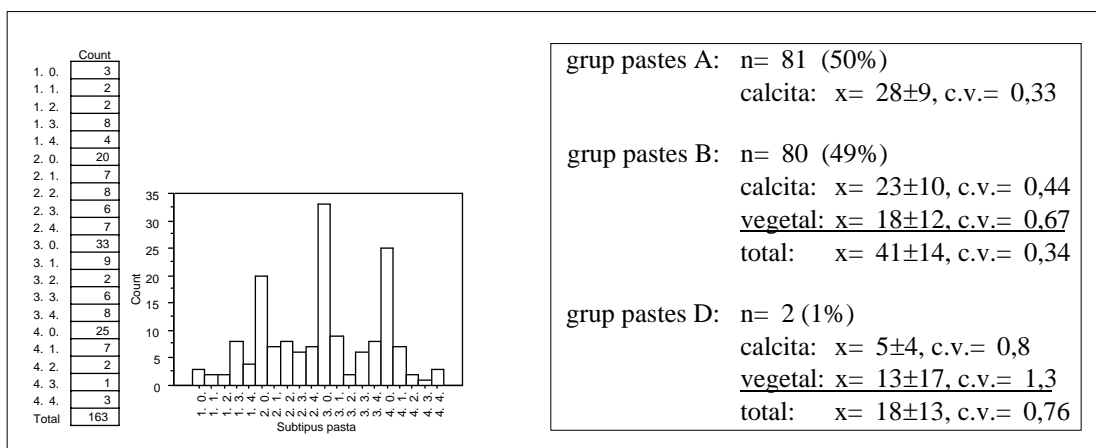 Count
1. 0. 3
1. 1. 2
1. 2. 2
1. 3. 8
1. 4. 4
2. 0. 20
2. 1. 7
2. 2. 8
2. 3. 6
2. 4. 7
3. 0. 33
3. 1. 9
3. 2. 2
3. 3. 6
3. 4. 8
4. 0. 25
4. 1. 7
4. 2. 2
4. 3. 1
4. 4. 3
Total 163
35
30
25
20
15
10
5
0
Count
1. 0.
1. 1.
1. 2.
1. 3.
1. 4.
2. 0.
2. 1.
2. 2.
2. 3.
2. 4.
3. 0.
3. 1.
3. 2.
3. 3.
3. 4.
4. 0.
4. 1.
4. 2.
4. 3.
4. 4.
Subtipus pasta
grup pastes A: n= 81 (50%)
calcita: x= 28±9, c.v.= 0,33
grup pastes B: n= 80 (49%)
calcita: x= 23±10, c.v.= 0,44
vegetal: x= 18±12, c.v.= 0,67
total: x= 41±14, c.v.= 0,34
grup pastes D: n= 2 (1%)
calcita: x= 5±4, c.v.= 0,8
vegetal: x= 13±17, c.v.= 1,3
total: x= 18±13, c.v.= 0,76